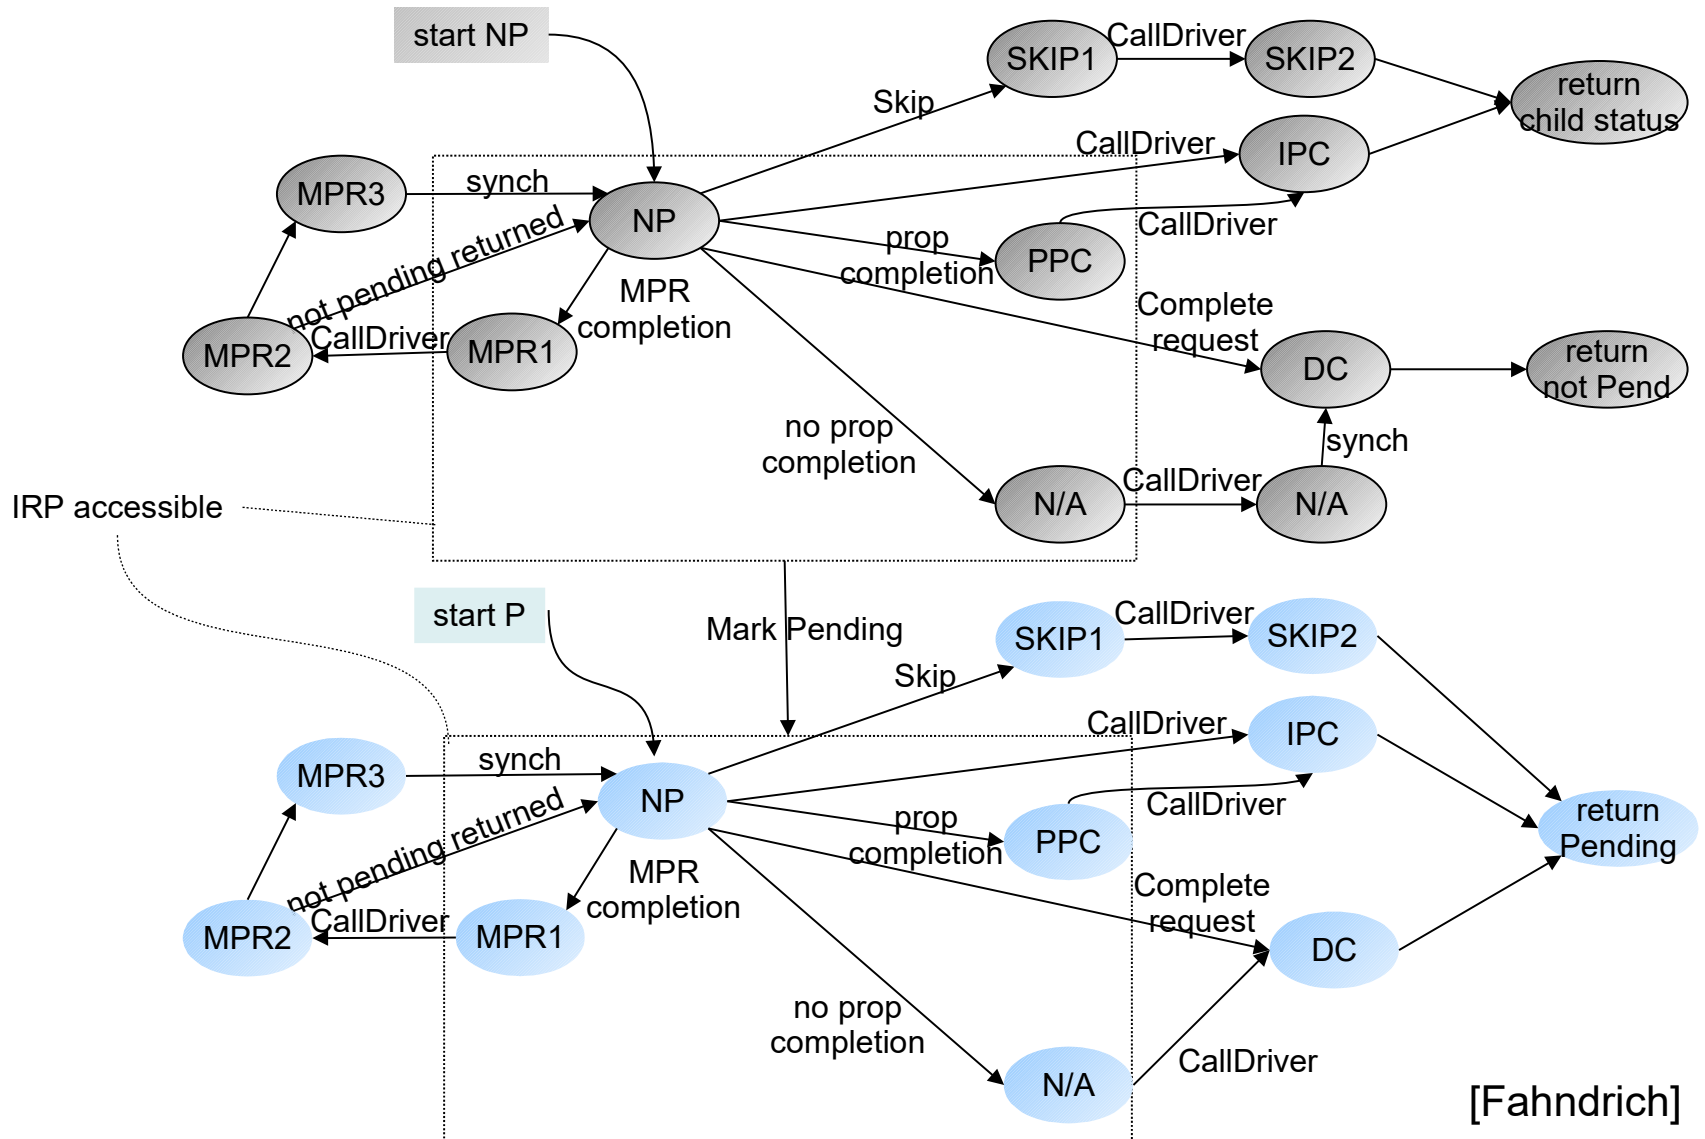 start NP
SKIP1
CallDriver
SKIP2
return
child status
Skip
CallDriver
IPC
MPR3
synch
NP
CallDriver
not pending returned
prop
completion
PPC
MPR
completion
Complete
request
MPR2
CallDriver
MPR1
DC
return
not Pend
no prop
completion
synch
N/A
CallDriver
N/A
IRP accessible
start P
Mark Pending
SKIP1
CallDriver
SKIP2
Skip
CallDriver
IPC
MPR3
synch
NP
CallDriver
not pending returned
prop
completion
PPC
return
Pending
MPR
completion
Complete
request
MPR2
CallDriver
MPR1
DC
no prop
completion
N/A
CallDriver
[Fahndrich]